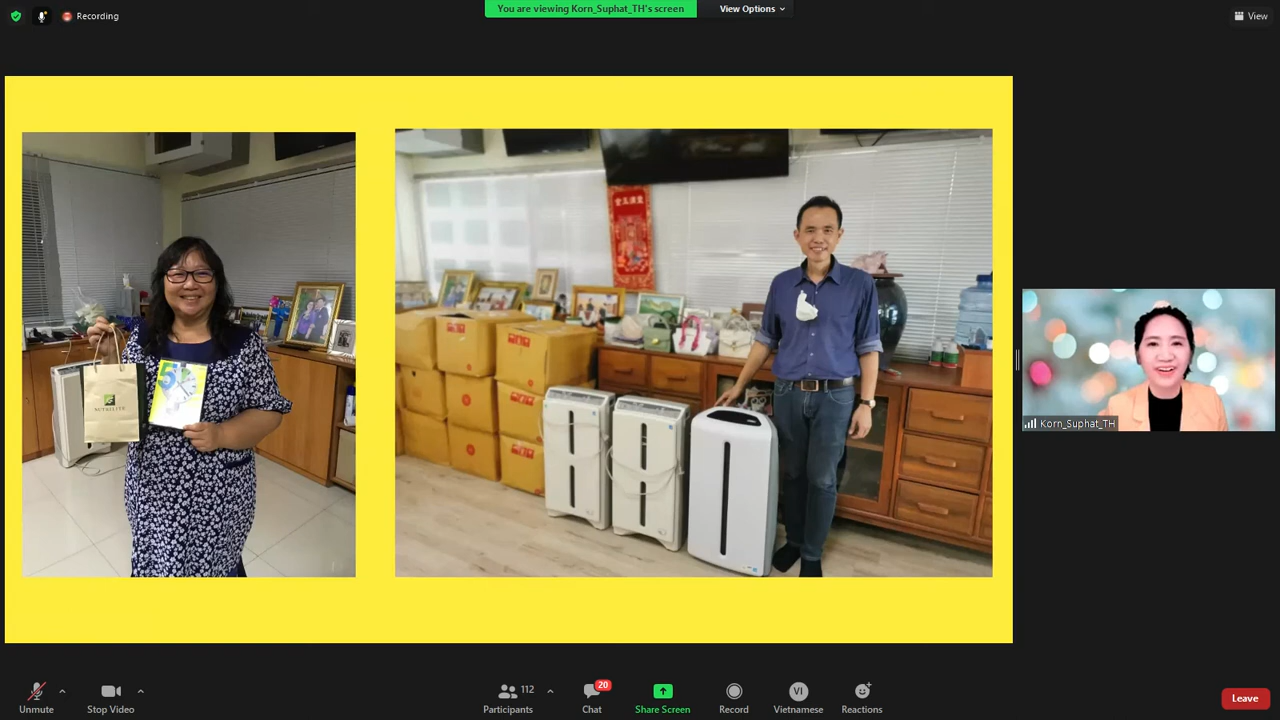 Recording
You are viewing Korn_Suphat_TH's screen
View Options
View
NUTRILITE
Korn_Suphat_TH
Unmute
Stop Video
112
Participants
20
Chat
Share Screen
Record
VI
Vietnamese
Reactions
Leave